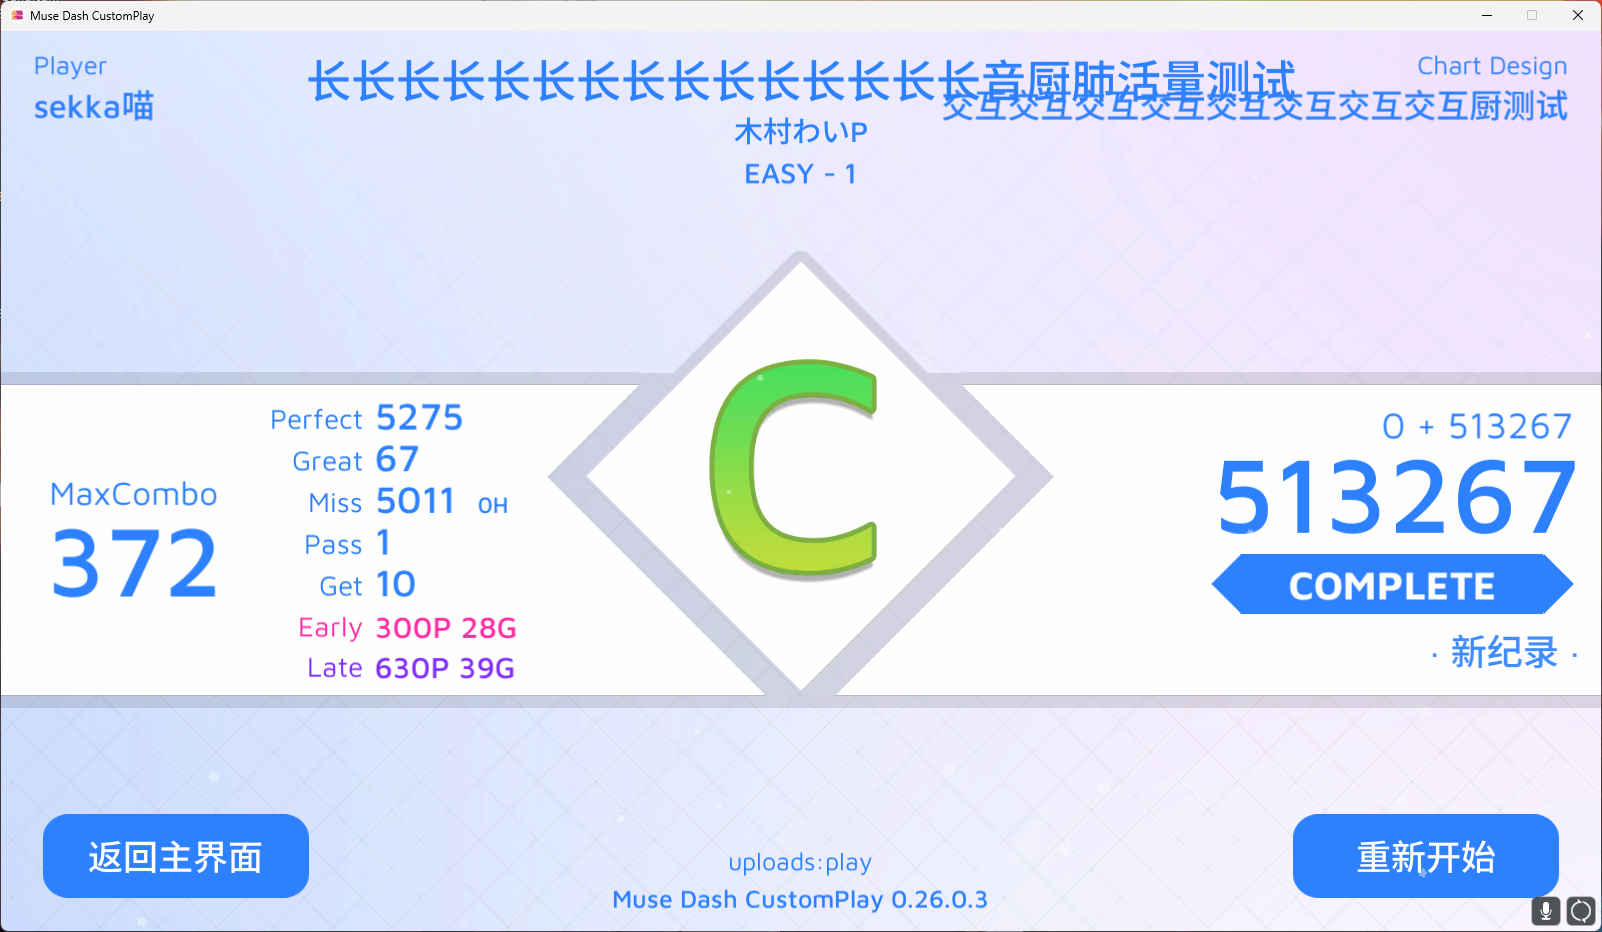 Muse Dash CustomPlay
Player
sekka喵
长长长长长长长长长长长长长长长音厨肺活量测试
木村わいP
EASY - 1
Chart Design
交互交互交互交互交互交互交互交互厨测试
MaxCombo
372
Perfect 5275
Great 67
Miss 5011 0H
Pass 1
Get 10
Early 300P 28G
Late 630P 39G
C
0 + 513267
513267
COMPLETE
· 新纪录 ·
返回主界面
uploads:play
Muse Dash CustomPlay 0.26.0.3
重新开始